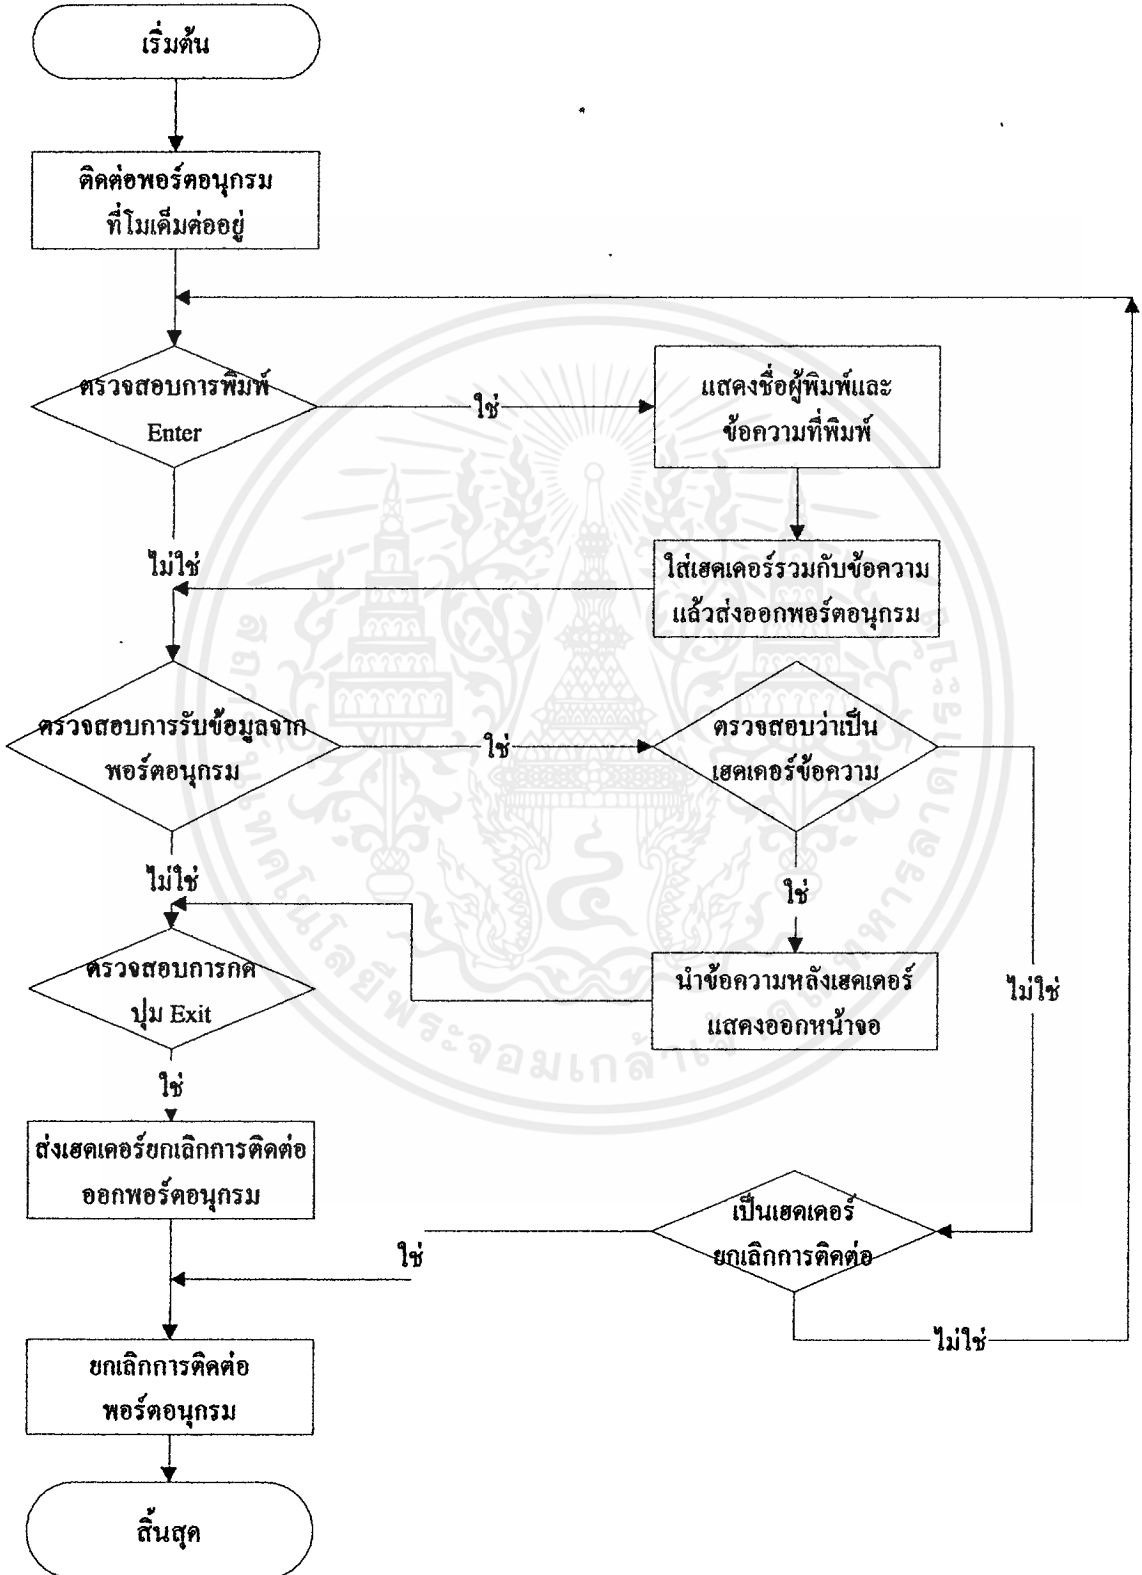 เริ่มต้น
ติดต่อพอร์ตอนุกรม
ที่โมเด็มต่ออยู่
ตรวจสอบการพิมพ์
Enter
ใช่
แสดงชื่อผู้พิมพ์และ
ข้อความที่พิมพ์
ไม่ใช่
ใส่เฮดเดอร์รวมกับข้อความ
แล้วส่งออกพอร์ตอนุกรม
ตรวจสอบการรับข้อมูลจาก
พอร์ตอนุกรม
ใช่
ตรวจสอบว่าเป็น
เฮดเดอร์ข้อความ
ไม่ใช่
ใช่
ตรวจสอบการกด
ปุ่ม Exit
นำข้อความหลังเฮดเดอร์
แสดงออกหน้าจอ
ไม่ใช่
ใช่
ส่งเฮดเดอร์ยกเลิกการติดต่อ
ออกพอร์ตอนุกรม
เป็นเฮดเดอร์
ยกเลิกการติดต่อ
ใช่
ไม่ใช่
ยกเลิกการติดต่อ
พอร์ตอนุกรม
สิ้นสุด